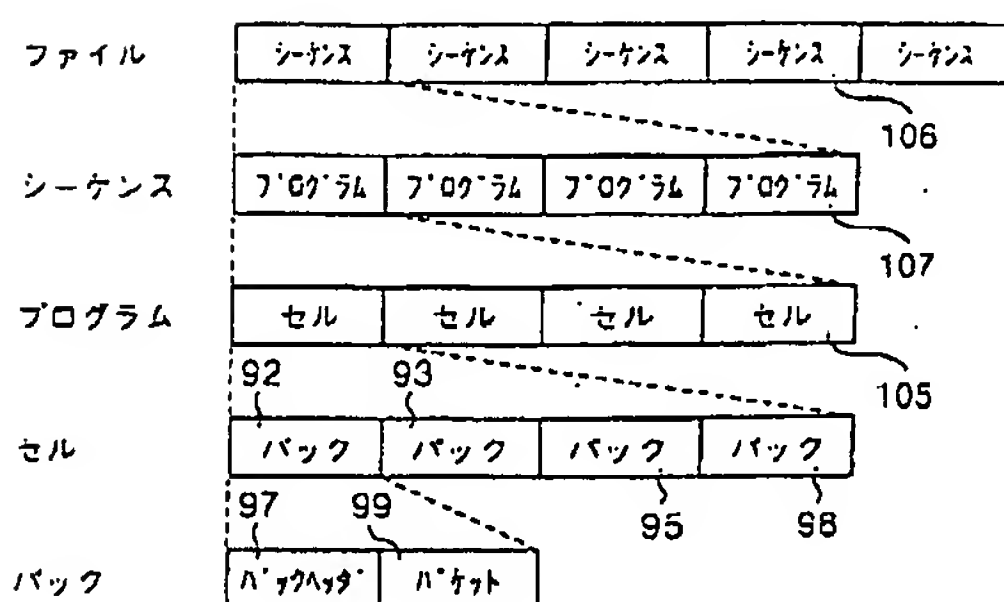 ファイル シーケンス シーケンス シーケンス シーケンス シーケンス
106
シーケンス プログラム プログラム プログラム プログラム
107
プログラム セル セル セル セル
92 93 105
セル パック パック パック パック
97 99 95 98
パック パックヘッダ パケット